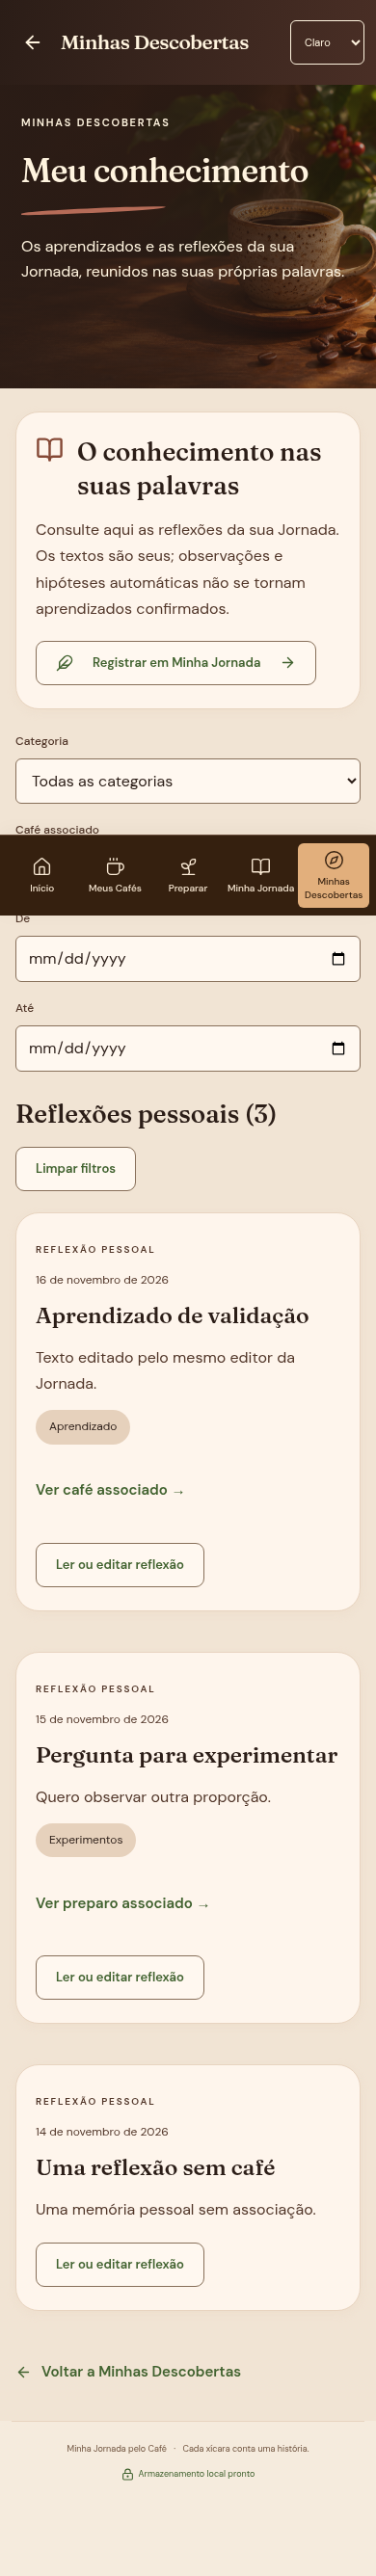 Minhas Descobertas
Claro
MINHAS DESCOBERTAS
Meu conhecimento
Os aprendizados e as reflexões da sua
Jornada, reunidos nas suas próprias palavras.
O conhecimento nas
suas palavras
Consulte aqui as reflexões da sua Jornada.
Os textos são seus; observações e
hipóteses automáticas não se tornam
aprendizados confirmados.
Registrar em Minha Jornada
Categoria
Todas as categorias
Café associado
Início
Meus Cafés
Preparar
Minha Jornada
Minhas
Descobertas
De
mm/dd/yyyy
Até
mm/dd/yyyy
Reflexões pessoais (3)
Limpar filtros
REFLEXÃO PESSOAL
16 de novembro de 2026
Aprendizado de validação
Texto editado pelo mesmo editor da
Jornada.
Aprendizado
Ver café associado →
Ler ou editar reflexão
REFLEXÃO PESSOAL
15 de novembro de 2026
Pergunta para experimentar
Quero observar outra proporção.
Experimentos
Ver preparo associado →
Ler ou editar reflexão
REFLEXÃO PESSOAL
14 de novembro de 2026
Uma reflexão sem café
Uma memória pessoal sem associação.
Ler ou editar reflexão
Voltar a Minhas Descobertas
Minha Jornada pelo Café · Cada xícara conta uma história.
Armazenamento local pronto